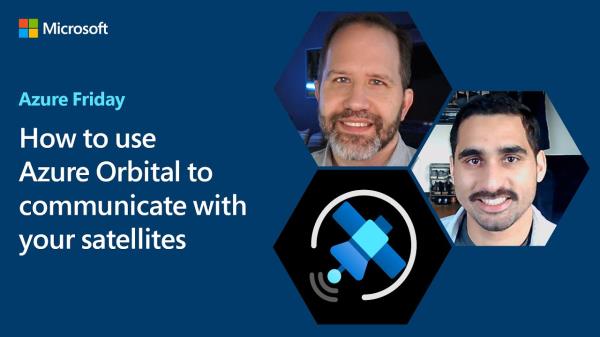 Microsoft
Azure Friday
How to use
Azure Orbital to
communicate with
your satellites